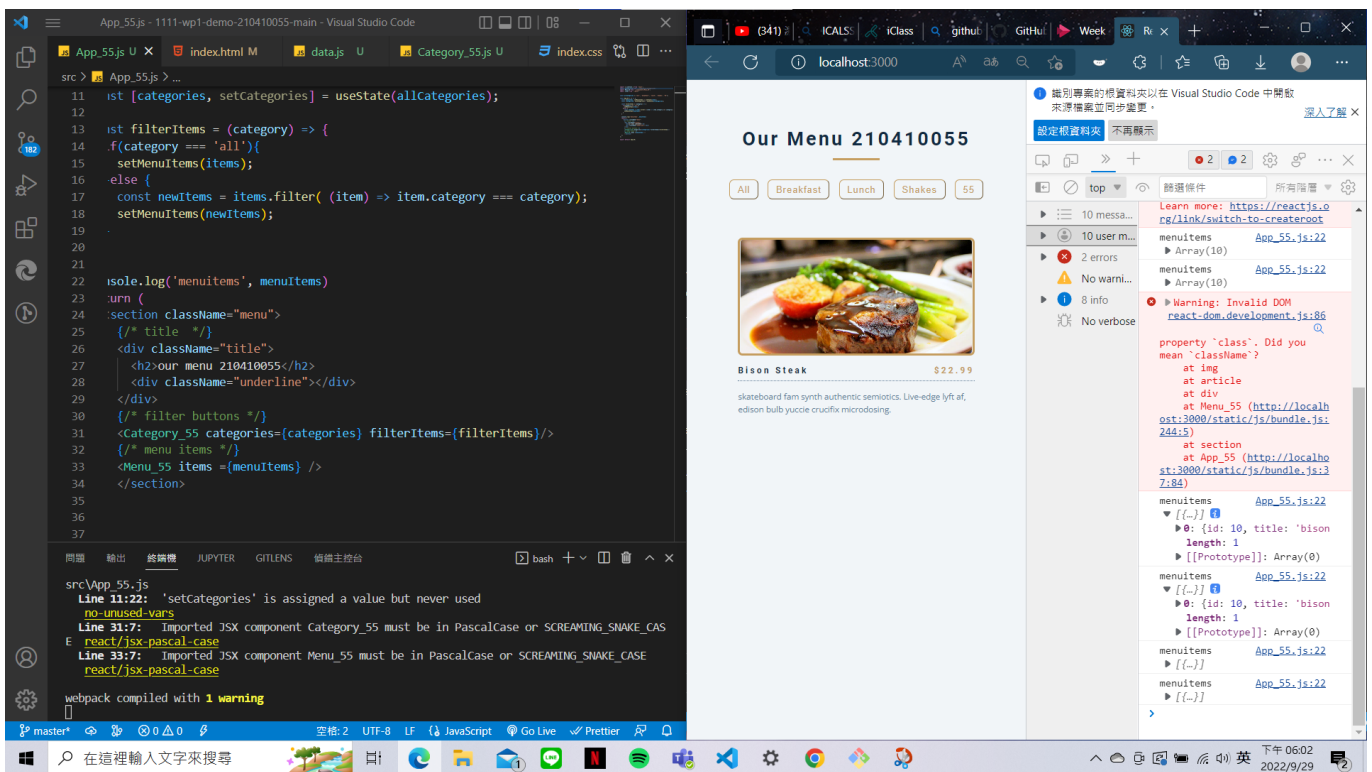 App_55.js - 1111-wp1-demo-210410055-main - Visual Studio Code
App_55.js U
index.html M
data.js U
Category_55.js U
index.css
src > App_55.js > ...
11 ıst [categories, setCategories] = useState(allCategories);
12
13 ıst filterItems = (category) => {
14 .f(category === 'all'){
15 setMenuItems(items);
16 ·else {
17 const newItems = items.filter( (item) => item.category === category);
18 setMenuItems(newItems);
19
20
21
22 ısole.log('menuitems', menuItems)
23 :urn (
24 :section className="menu">
25 {/* title */}
26 <div className="title">
27 <h2>our menu 210410055</h2>
28 <div className="underline"></div>
29 </div>
30 {/* filter buttons */}
31 <Category_55 categories={categories} filterItems={filterItems}/>
32 {/* menu items */}
33 <Menu_55 items ={menuItems} />
34 </section>
35
36
37
182
問題 輸出 終端機 JUPYTER GITLENS 偵錯主控台
bash
src\App_55.js
Line 11:22: 'setCategories' is assigned a value but never used
no-unused-vars
Line 31:7: Imported JSX component Category_55 must be in PascalCase or SCREAMING_SNAKE_CAS
E react/jsx-pascal-case
Line 33:7: Imported JSX component Menu_55 must be in PascalCase or SCREAMING_SNAKE_CASE
react/jsx-pascal-case
webpack compiled with 1 warning
master* 0 0 空格: 2 UTF-8 LF JavaScript Go Live Prettier
(341)
ICALSS
iClass
github
GitHu
Week
Re
localhost:3000
Our Menu 210410055
All
Breakfast
Lunch
Shakes
55
Bison Steak $22.99
skateboard fam synth authentic semiotics. Live-edge lyft af,
edison bulb yuccie crucifix microdosing.
識別專案的根資料夾以在 Visual Studio Code 中開啟
來源檔案並同步變更。
深入了解
設定根資料夾 不再顯示
2 2
top 篩選條件 所有階層
10 messa...
10 user m...
2 errors
No warni...
8 info
No verbose
Learn more: https://reactjs.o
rg/link/switch-to-createroot
menuitems App_55.js:22
Array(10)
menuitems App_55.js:22
Array(10)
Warning: Invalid DOM
react-dom.development.js:86
property `class`. Did you
mean `className`?
at img
at article
at div
at Menu_55 (http://localh
ost:3000/static/js/bundle.js:
244:5)
at section
at App_55 (http://localho
st:3000/static/js/bundle.js:3
7:84)
menuitems App_55.js:22
[{…}]
0: {id: 10, title: 'bison
length: 1
[[Prototype]]: Array(0)
menuitems App_55.js:22
[{…}]
0: {id: 10, title: 'bison
length: 1
[[Prototype]]: Array(0)
menuitems App_55.js:22
[{…}]
menuitems App_55.js:22
[{…}]
在這裡輸入文字來搜尋
英
下午 06:02
2022/9/29
2